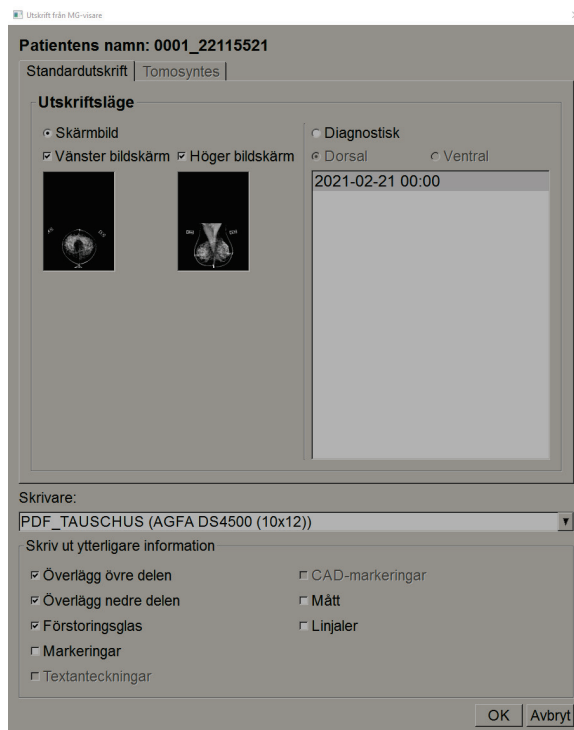 Utskrift från MG-visare
Patientens namn: 0001_22115521
Standardutskrift Tomosyntes
Utskriftsläge
Skärmbild
Vänster bildskärm Höger bildskärm
Diagnostisk
Dorsal Ventral
2021-02-21 00:00
Skrivare:
PDF_TAUSCHUS (AGFA DS4500 (10x12))
Skriv ut ytterligare information
Överlägg övre delen
Överlägg nedre delen
Förstoringsglas
Markeringar
Textanteckningar
CAD-markeringar
Mått
Linjaler
OK Avbryt